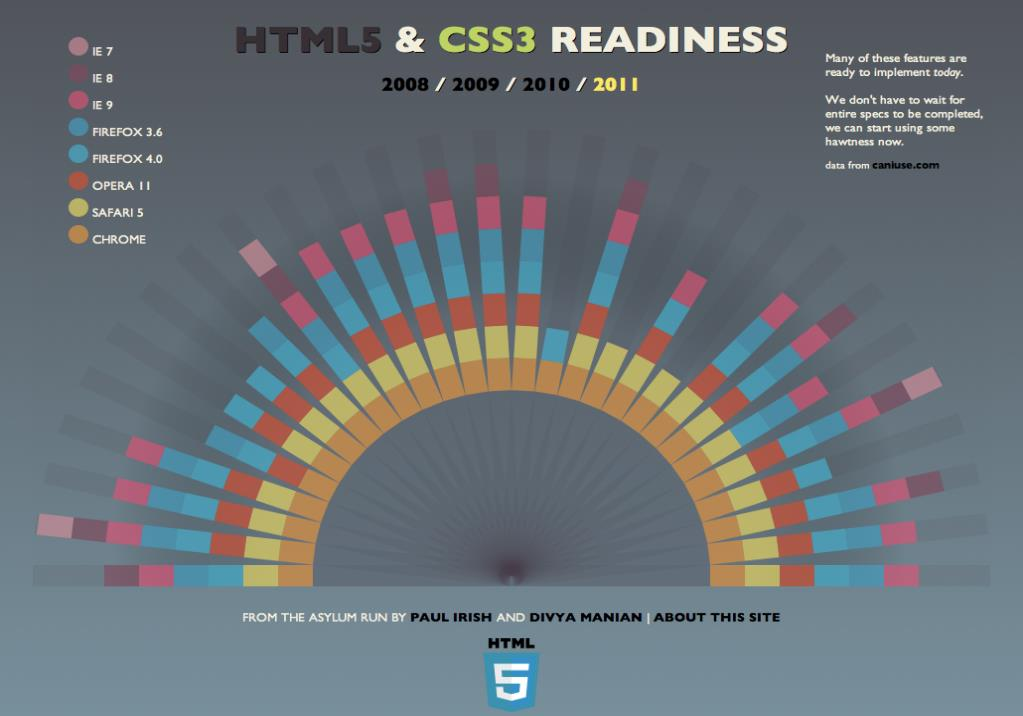 HTML5 & CSS3 READINESS
2008 / 2009 / 2010 / 2011
IE 7
IE 8
IE 9
FIREFOX 3.6
FIREFOX 4.0
OPERA 11
SAFARI 5
CHROME
Many of these features are
ready to implement today.
We don't have to wait for
entire specs to be completed,
we can start using some
hawtness now.
data from caniuse.com
FROM THE ASYLUM RUN BY PAUL IRISH AND DIVYA MANIAN | ABOUT THIS SITE
HTML
5